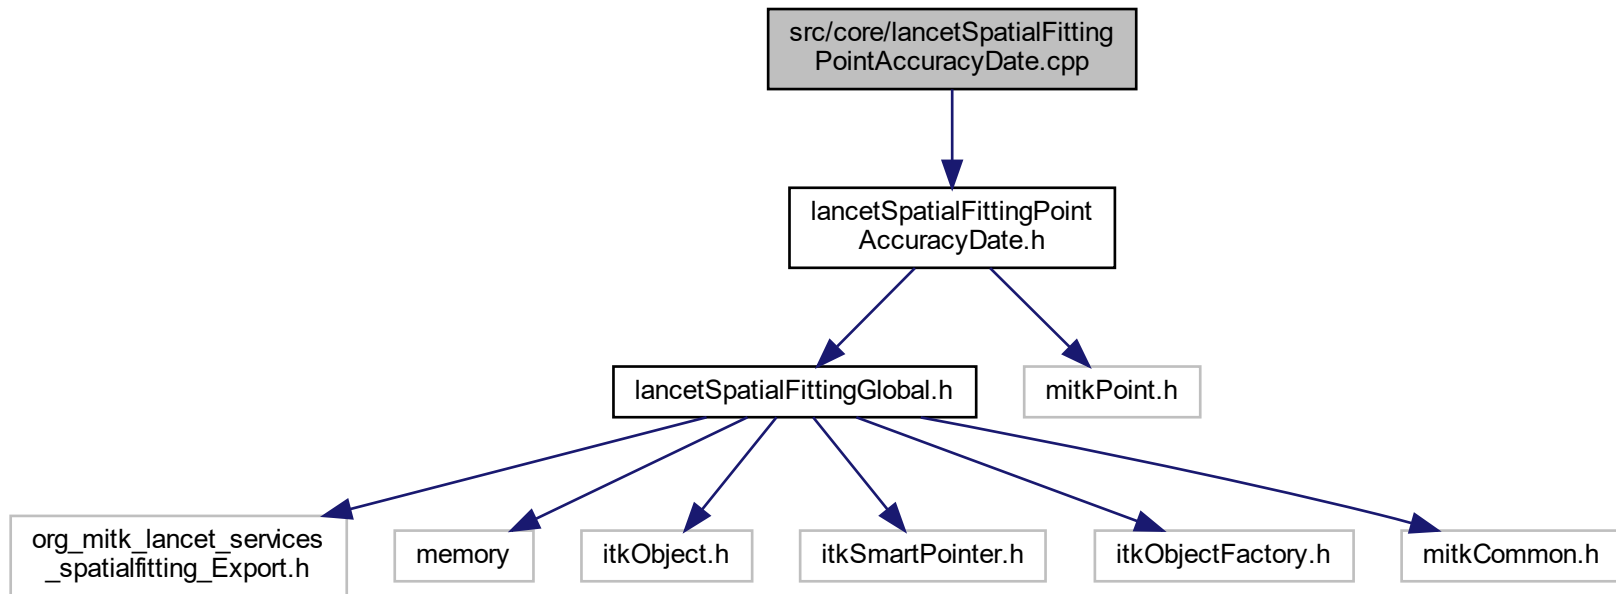 src/core/lancetSpatialFitting
PointAccuracyDate.cpp
lancetSpatialFittingPoint
AccuracyDate.h
lancetSpatialFittingGlobal.h
mitkPoint.h
org_mitk_lancet_services
_spatialfitting_Export.h
memory
itkObject.h
itkSmartPointer.h
itkObjectFactory.h
mitkCommon.h